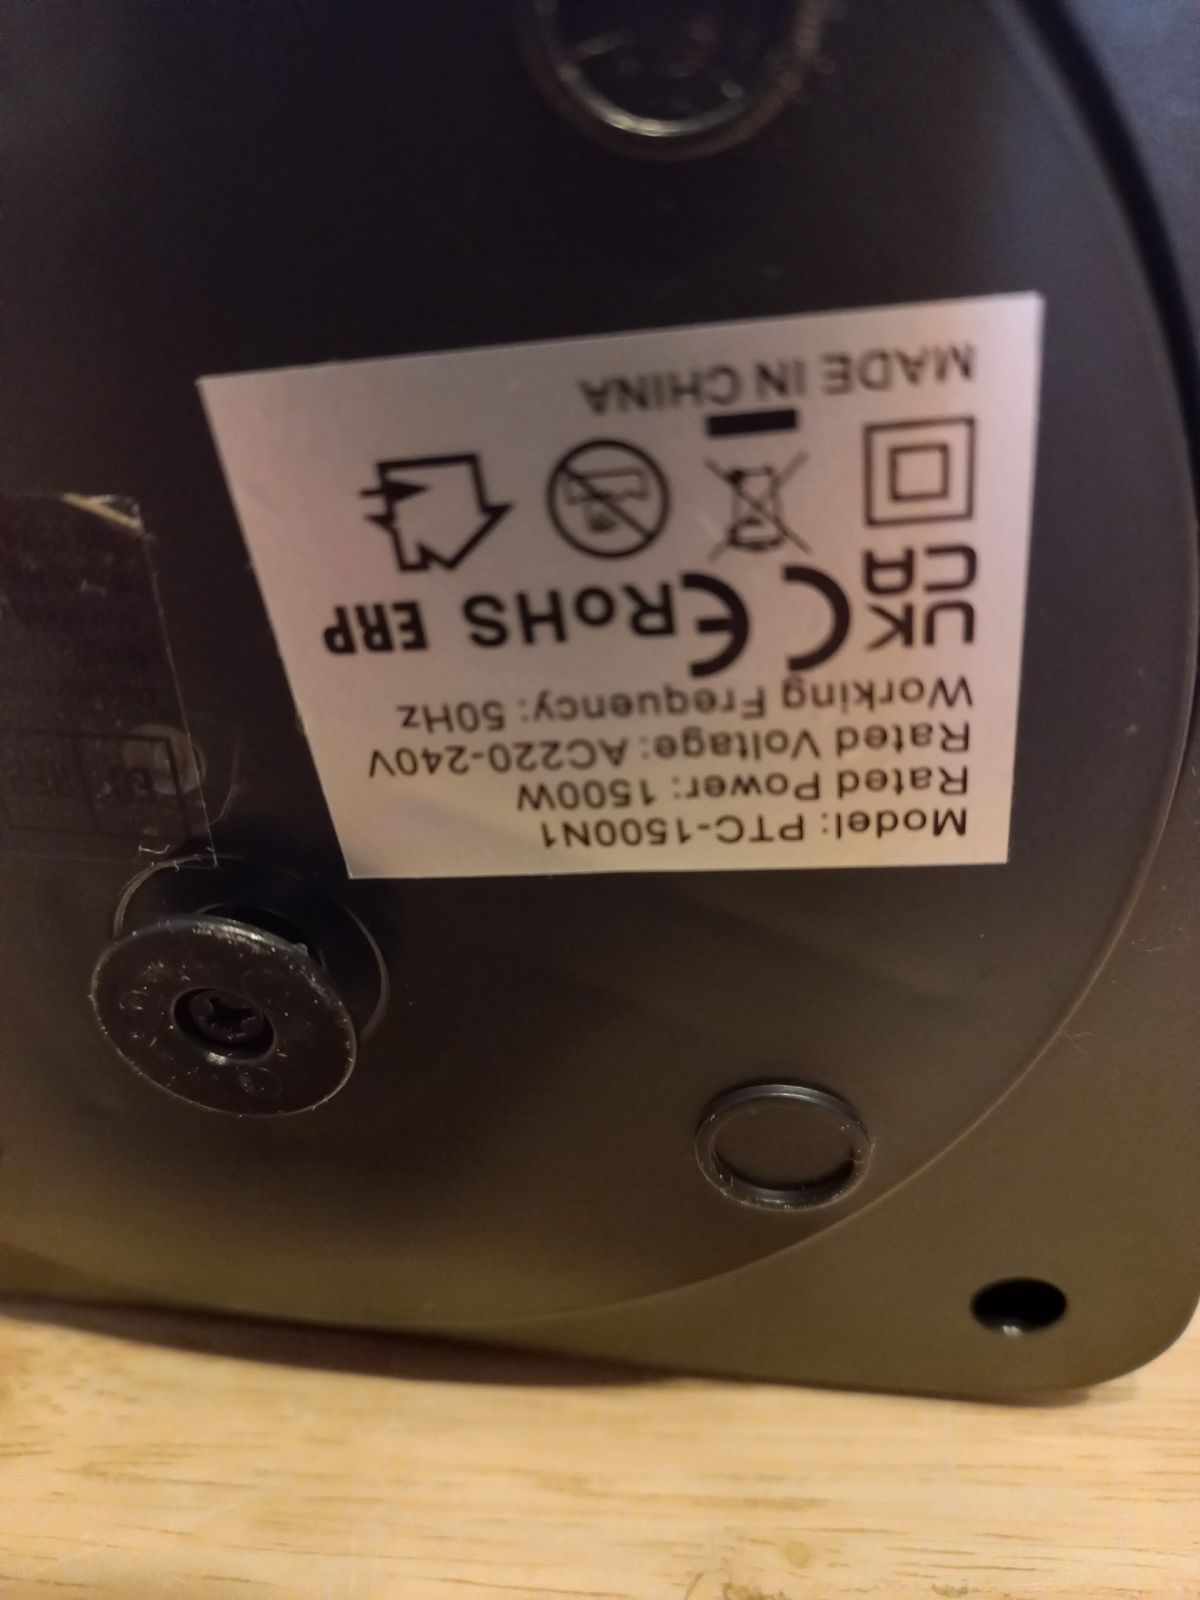 Model: PTC-1500N1
Rated Power: 1500W
Rated Voltage: AC220-240V
Working Frequency: 50Hz
UK
CA
CE RoHS ERP
MADE IN CHINA
REP